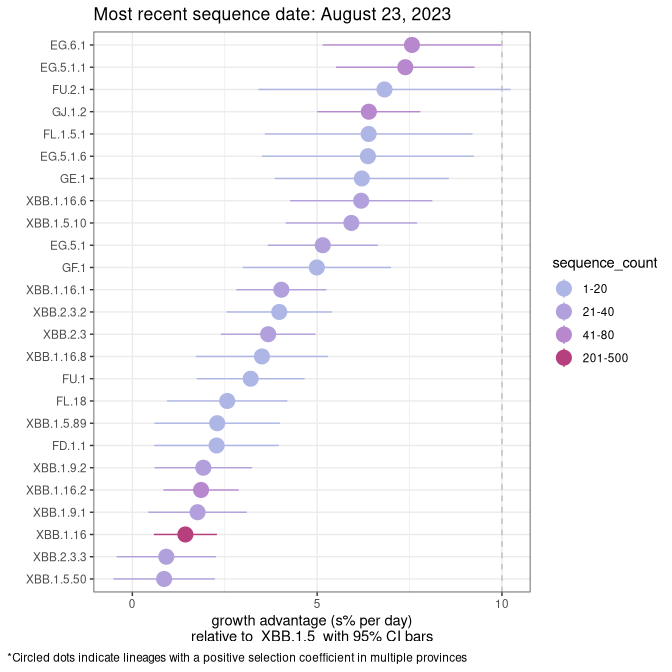 Most recent sequence date: August 23, 2023
EG.6.1
EG.5.1.1
FU.2.1
GJ.1.2
FL.1.5.1
EG.5.1.6
GE.1
XBB.1.16.6
XBB.1.5.10
EG.5.1
GF.1
XBB.1.16.1
XBB.2.3.2
XBB.2.3
XBB.1.16.8
FU.1
FL.18
XBB.1.5.89
FD.1.1
XBB.1.9.2
XBB.1.16.2
XBB.1.9.1
XBB.1.16
XBB.2.3.3
XBB.1.5.50
0 5 10
growth advantage (s% per day)
relative to XBB.1.5 with 95% CI bars
sequence_count
1-20
21-40
41-80
201-500
*Circled dots indicate lineages with a positive selection coefficient in multiple provinces